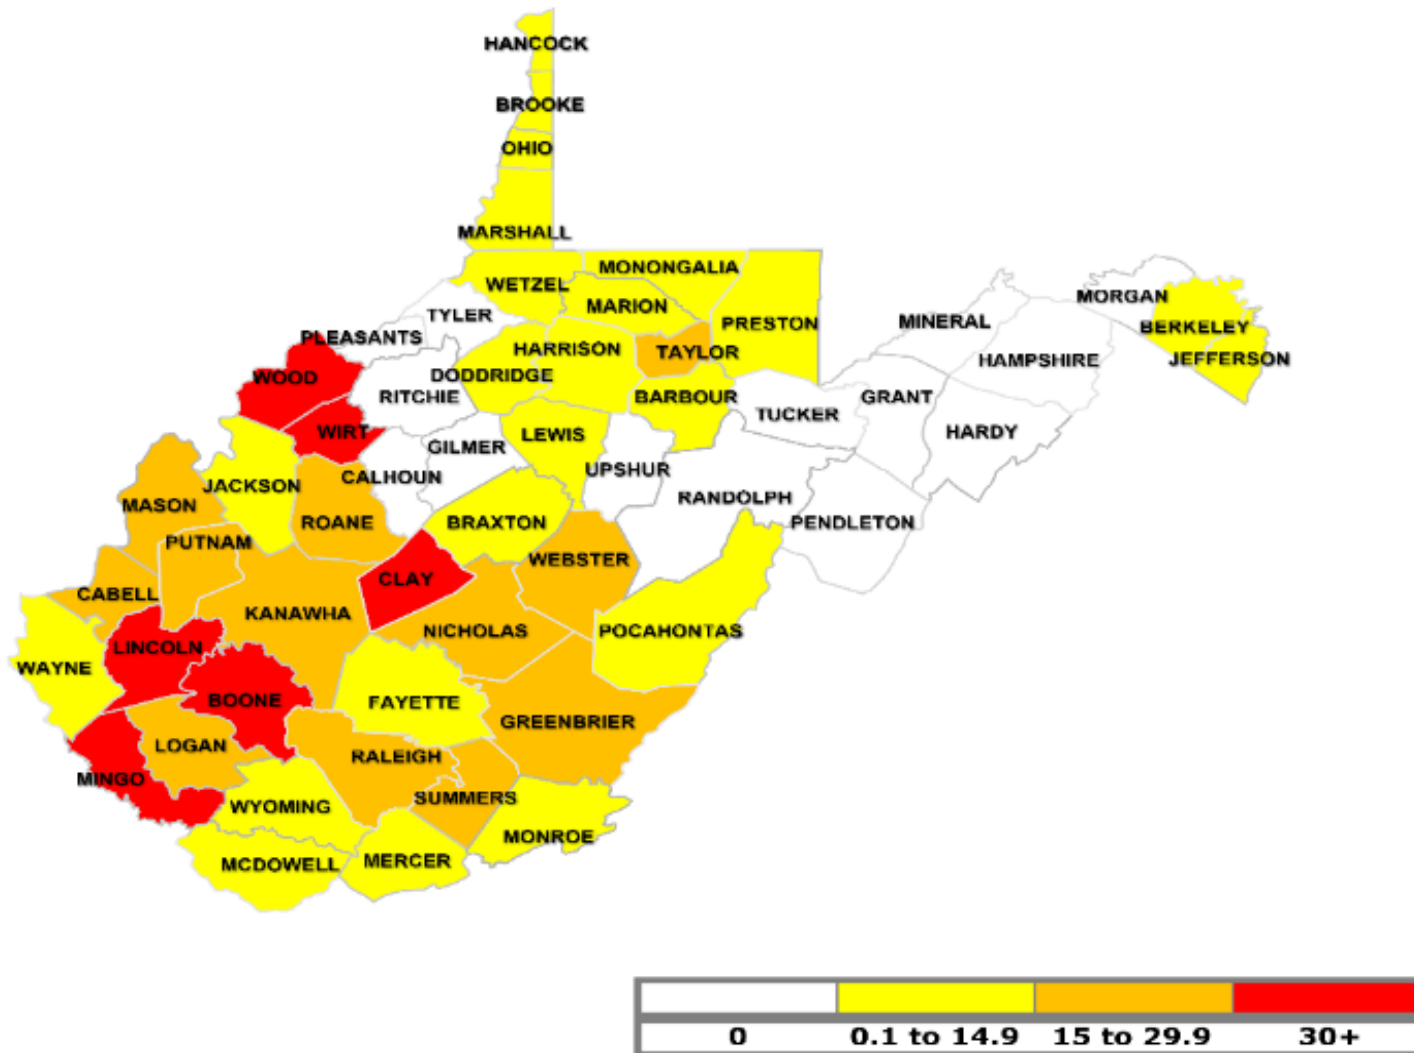 HANCOCK
BROOKE
OHIO
MARSHALL
WETZEL
MONONGALIA
MARION
PRESTON
TYLER
PLEASANTS
HARRISON
TAYLOR
DODDRIDGE
WOOD
RITCHIE
BARBOUR
TUCKER
MINERAL
MORGAN
BERKELEY
JEFFERSON
HAMPSHIRE
GRANT
HARDY
WIRT
GILMER
LEWIS
UPSHUR
CALHOUN
JACKSON
RANDOLPH
PENDLETON
MASON
ROANE
BRAXTON
PUTNAM
WEBSTER
CLAY
CABELL
KANAWHA
NICHOLAS
POCAHONTAS
LINCOLN
WAYNE
BOONE
FAYETTE
GREENBRIER
LOGAN
RALEIGH
MINGO
SUMMERS
WYOMING
MONROE
MCDOWELL
MERCER
0 0.1 to 14.9 15 to 29.9 30+